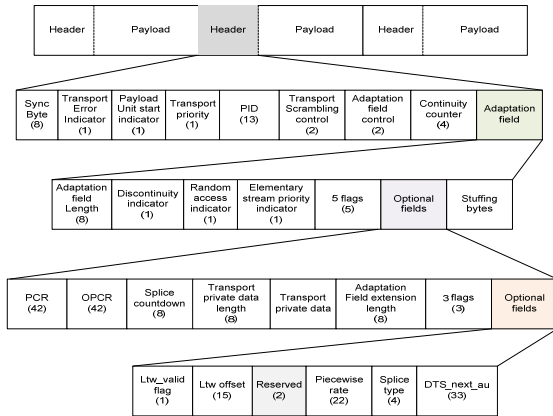 Header Payload Header Payload Header Payload
Sync Byte (8)
Transport Error Indicator (1)
Payload Unit start indicator (1)
Transport priority (1)
PID (13)
Transport Scrambling control (2)
Adaptation field control (2)
Continuity counter (4)
Adaptation field
Adaptation field Length (8)
Discontinuity indicator (1)
Random access indicator (1)
Elementary stream priority indicator (1)
5 flags (5)
Optional fields
Stuffing bytes
PCR (42)
OPCR (42)
Splice countdown (8)
Transport private data length (8)
Transport private data
Adaptation Field extension length (8)
3 flags (3)
Optional fields
Ltw_valid flag (1)
Ltw offset (15)
Reserved (2)
Piecewise rate (22)
Splice type (4)
DTS_next_au (33)